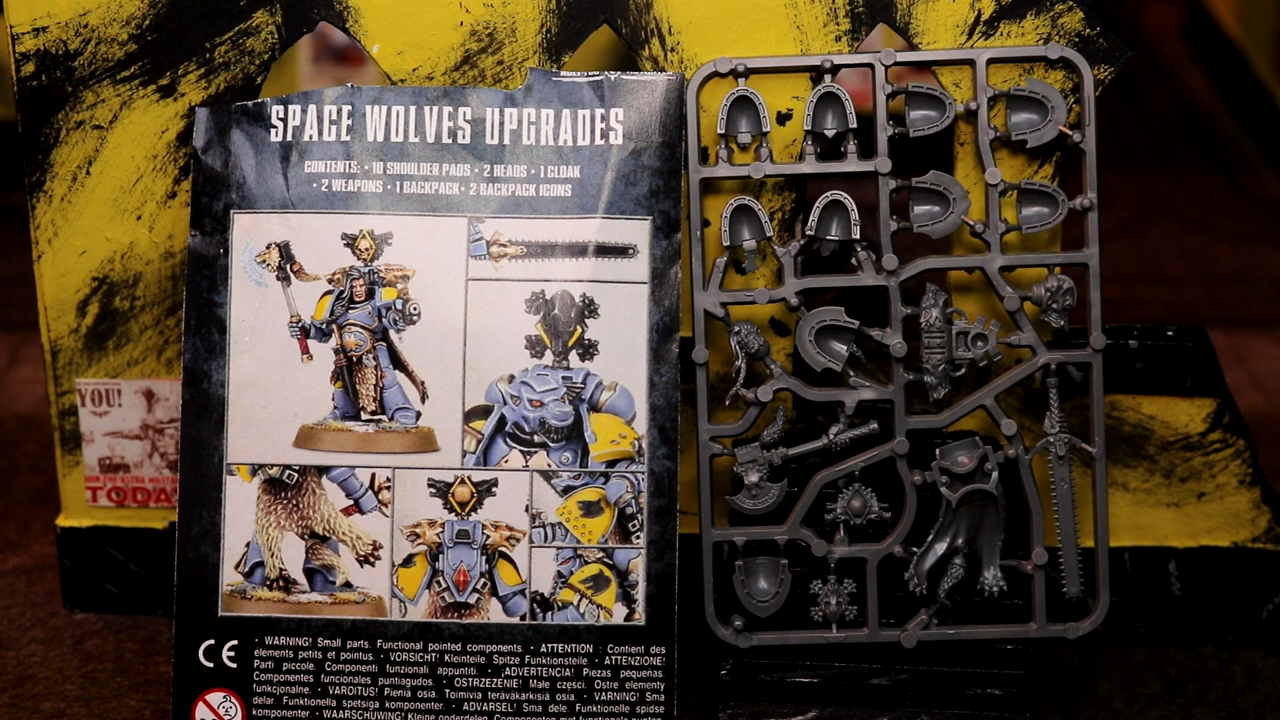 SPACE WOLVES UPGRADES
CONTENTS: • 10 SHOULDER PADS • 2 HEADS • 1 CLOAK
• 2 WEAPONS • 1 BACKPACK • 2 BACKPACK ICONS
YOU!
TODA
CE
• WARNING! Small parts. Functional pointed components. • ATTENTION : Contient des
éléments petits et pointus. • VORSICHT! Kleinteile. Spitze Funktionsteile. • ATTENZIONE!
Parti piccole. Componenti funzionali appuntiti. • ¡ADVERTENCIA! Piezas pequeñas.
Componentes funcionales puntiagudos. • OSTRZEŻENIE! Małe części. Ostre elementy
funkcjonalne. • VAROITUS! Pieniä osia. Toimivia teräväkärkisiä osia. • VARNING! Små
delar. Funktionella spetsiga komponenter. • ADVARSEL! Små dele. Funktionelle spidse
komponenter. • WAARSCHUWING! Kleine onderdelen. Componenten met functionele punten.